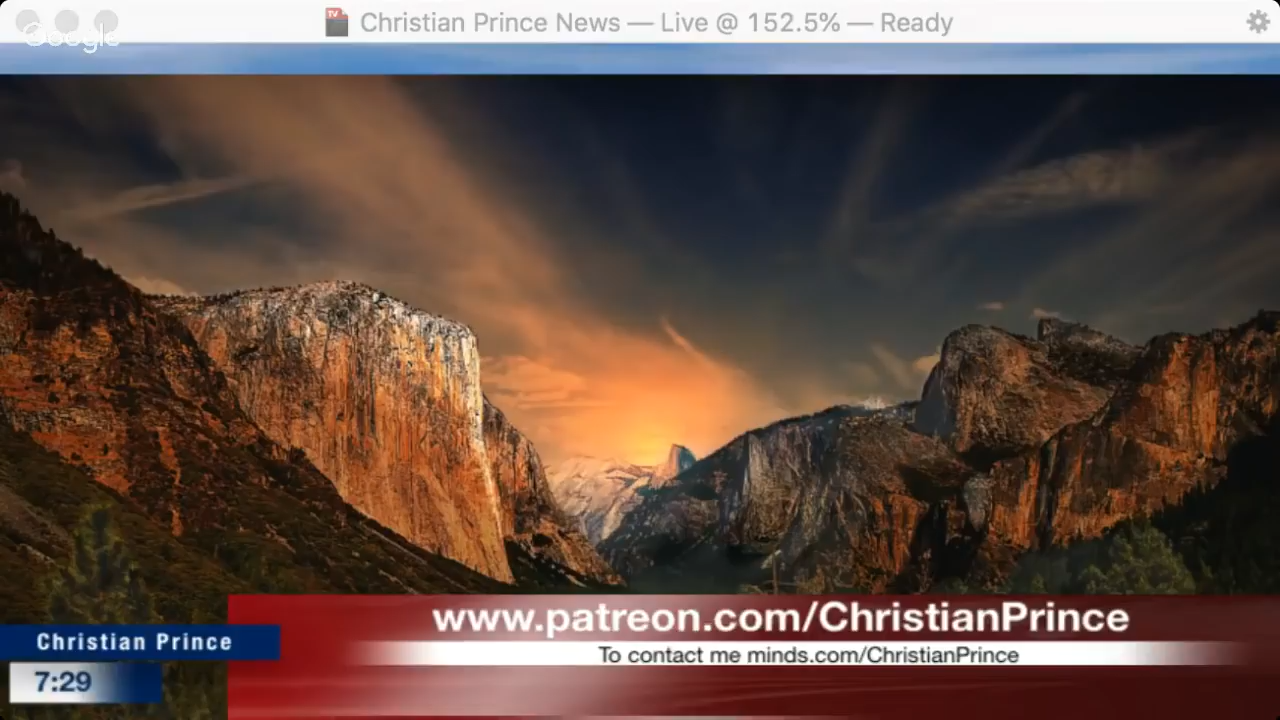 Christian Prince News — Live @ 152.5% — Ready
Google
www.patreon.com/ChristianPrince
Christian Prince
To contact me minds.com/ChristianPrince
7:29